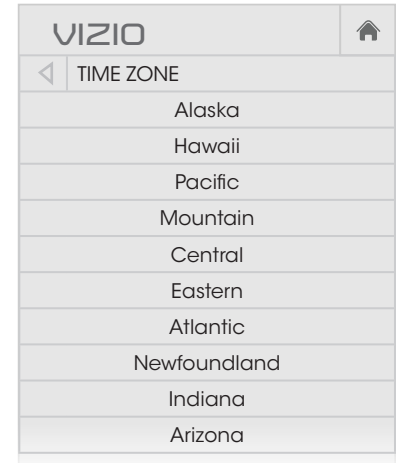 VIZIO
TIME ZONE
Alaska
Hawaii
Pacific
Mountain
Central
Eastern
Atlantic
Newfoundland
Indiana
Arizona